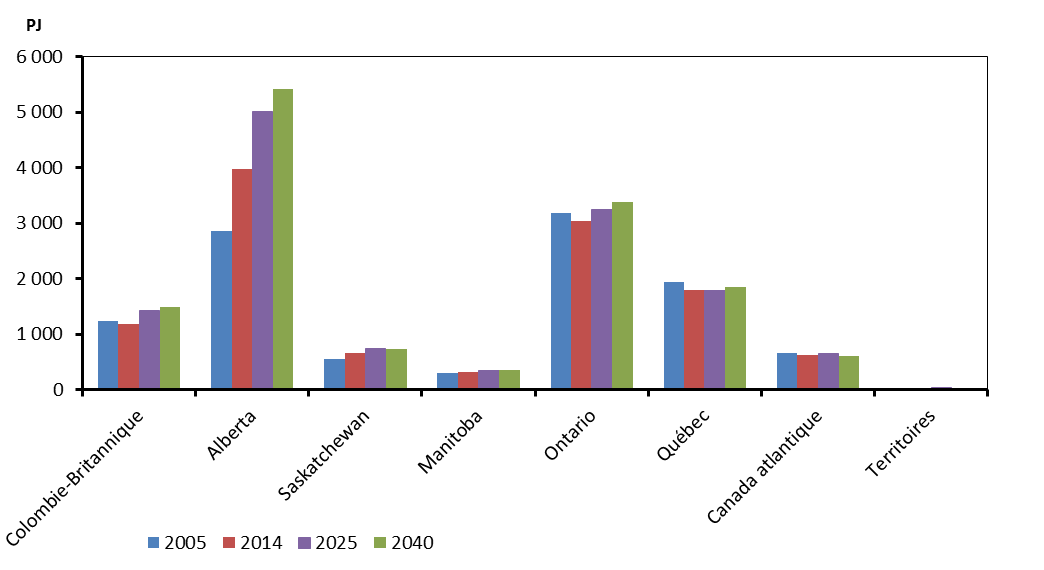 PJ
6 000
5 000
4 000
3 000
2 000
1 000
0
Colombie-Britannique
Alberta
Saskatchewan
Manitoba
Ontario
Québec
Canada atlantique
Territoires
2005 2014 2025 2040